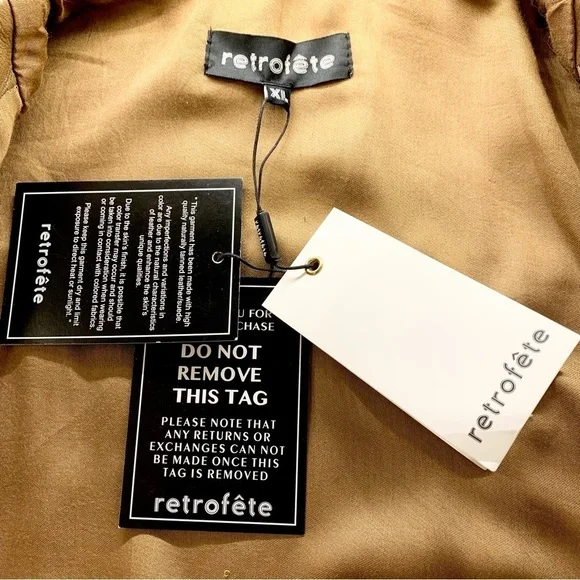 retrofête
XL
"This garment has been made with high
quality naturally tanned leather/suede.
Any imperfections and variations in
color are due to the natural characteristics
of leather and enhance the skin's
unique qualities.
Due to the skin's finish, it is possible that
color transfer may occur and should
be taken into consideration when wearing
or coming in contact with colored fabrics.
Please keep this garment dry and limit
exposure to direct heat or sunlight."
retrofête
U FOR
CHASE
DO NOT
REMOVE
THIS TAG
PLEASE NOTE THAT
ANY RETURNS OR
EXCHANGES CAN NOT
BE MADE ONCE THIS
TAG IS REMOVED
retrofête
retrofête